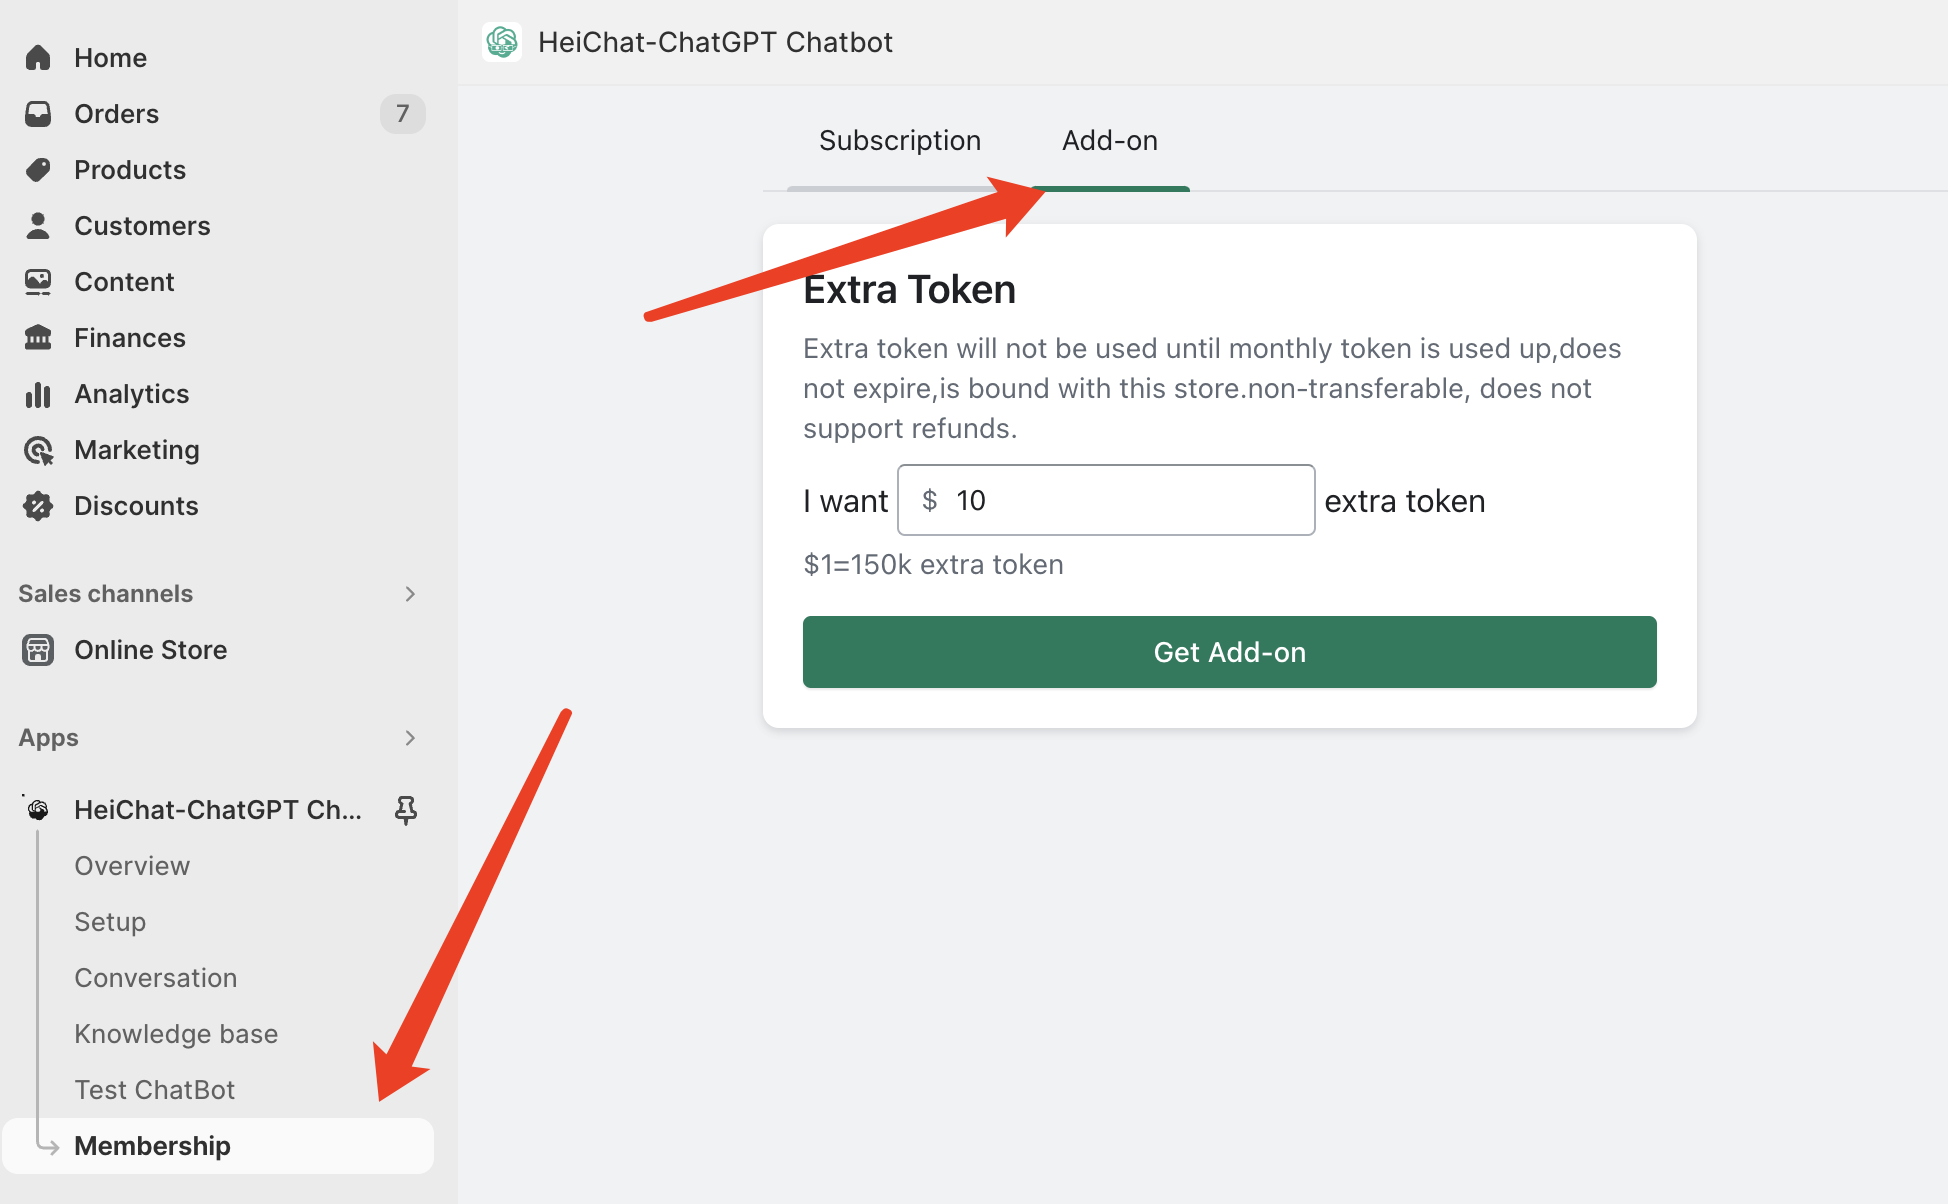 Home
Orders
7
Products
Customers
Content
Finances
Analytics
Marketing
Discounts
Sales channels
Online Store
Apps
HeiChat-ChatGPT Ch...
Overview
Setup
Conversation
Knowledge base
Test ChatBot
Membership
HeiChat-ChatGPT Chatbot
Subscription
Add-on
Extra Token
Extra token will not be used until monthly token is used up,does
not expire,is bound with this store.non-transferable, does not
support refunds.
I want $ 10 extra token
$1=150k extra token
Get Add-on